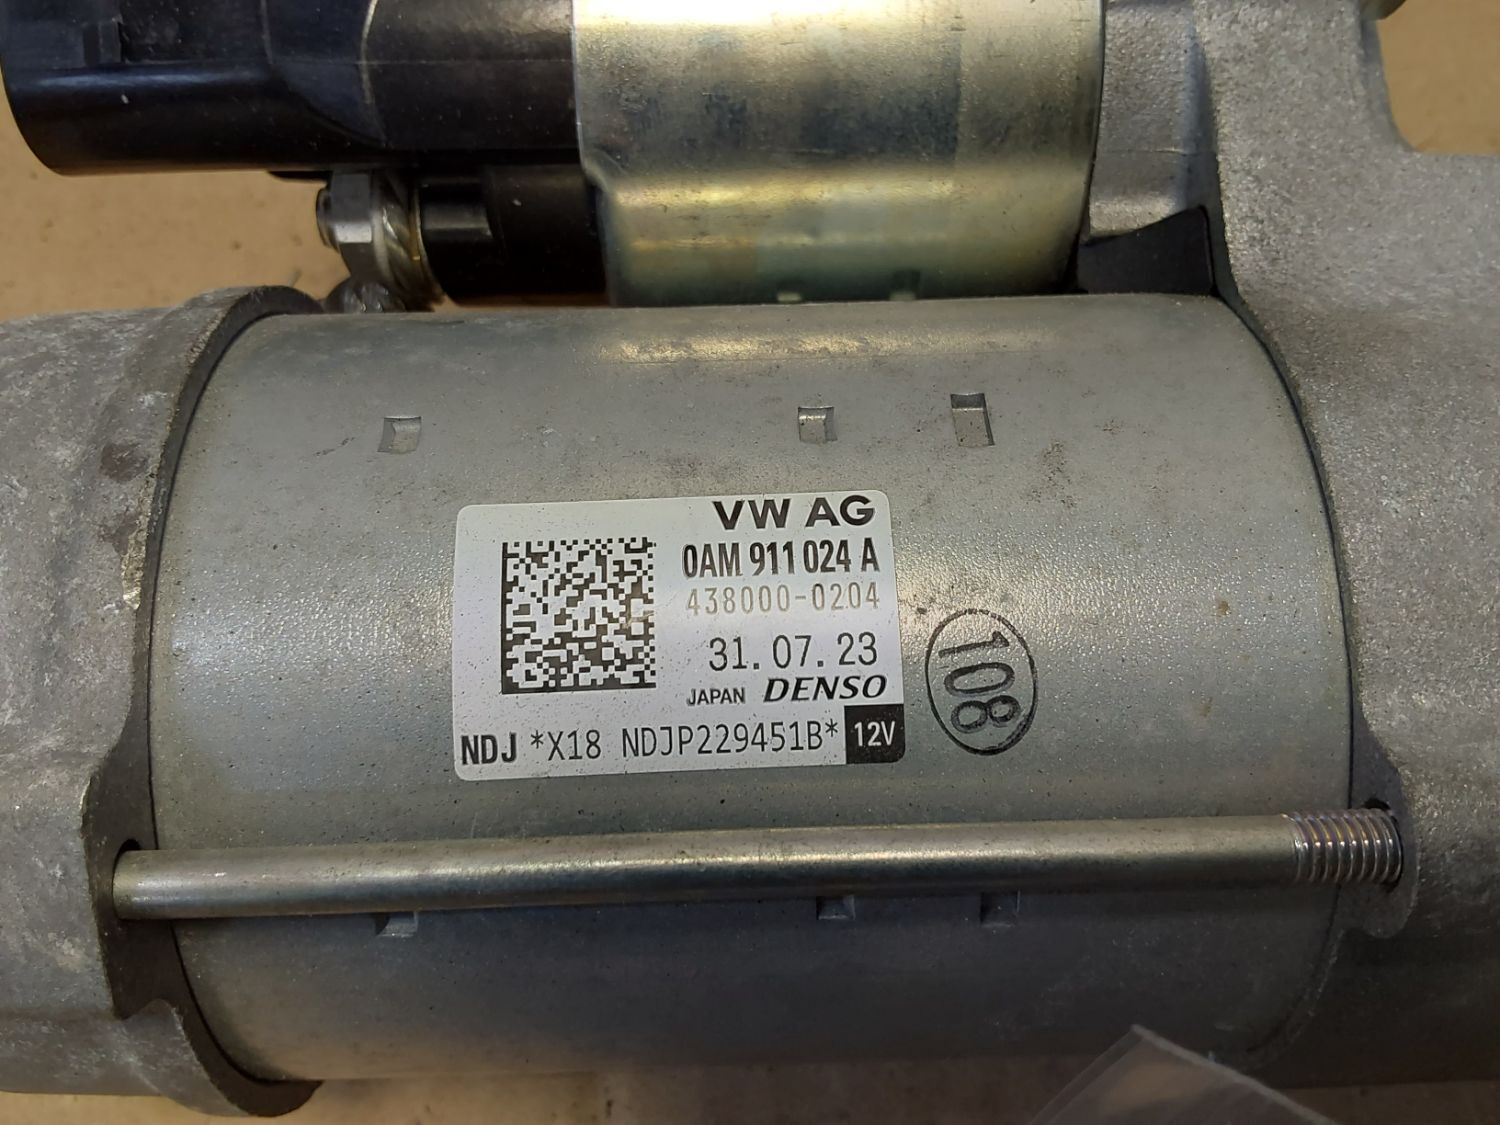 VW AG
0AM 911 024 A
438000-0204
31.07.23
JAPAN DENSO
NDJ *X18 NDJP229451B* 12V
108